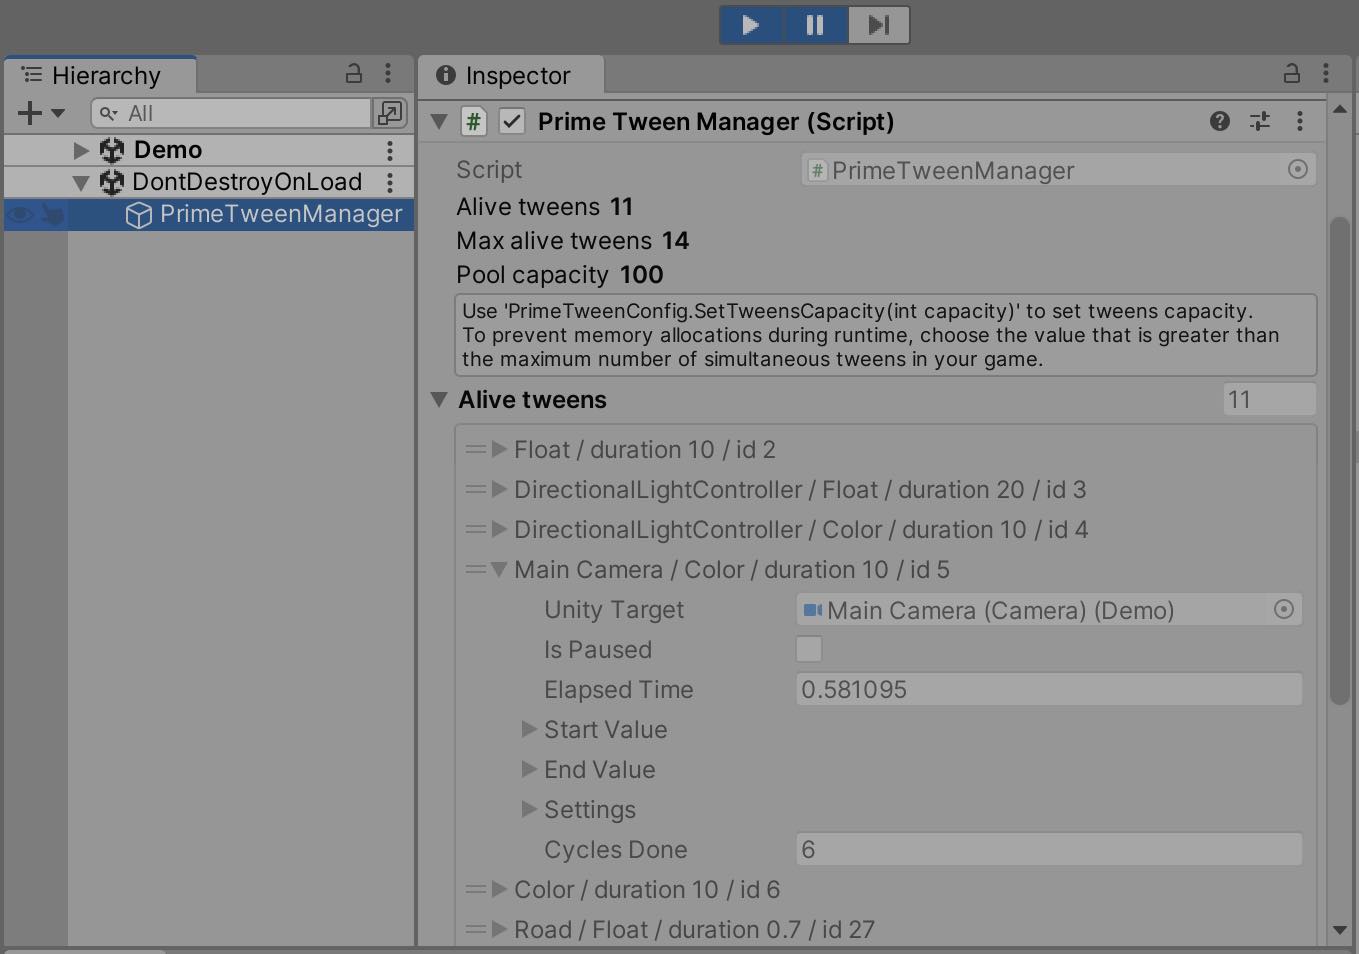 Hierarchy
All
Demo
DontDestroyOnLoad
PrimeTweenManager
Inspector
# Prime Tween Manager (Script)
Script # PrimeTweenManager
Alive tweens 11
Max alive tweens 14
Pool capacity 100
Use 'PrimeTweenConfig.SetTweensCapacity(int capacity)' to set tweens capacity.
To prevent memory allocations during runtime, choose the value that is greater than
the maximum number of simultaneous tweens in your game.
Alive tweens 11
Float / duration 10 / id 2
DirectionalLightController / Float / duration 20 / id 3
DirectionalLightController / Color / duration 10 / id 4
Main Camera / Color / duration 10 / id 5
Unity Target Main Camera (Camera) (Demo)
Is Paused
Elapsed Time 0.581095
Start Value
End Value
Settings
Cycles Done 6
Color / duration 10 / id 6
Road / Float / duration 0.7 / id 27